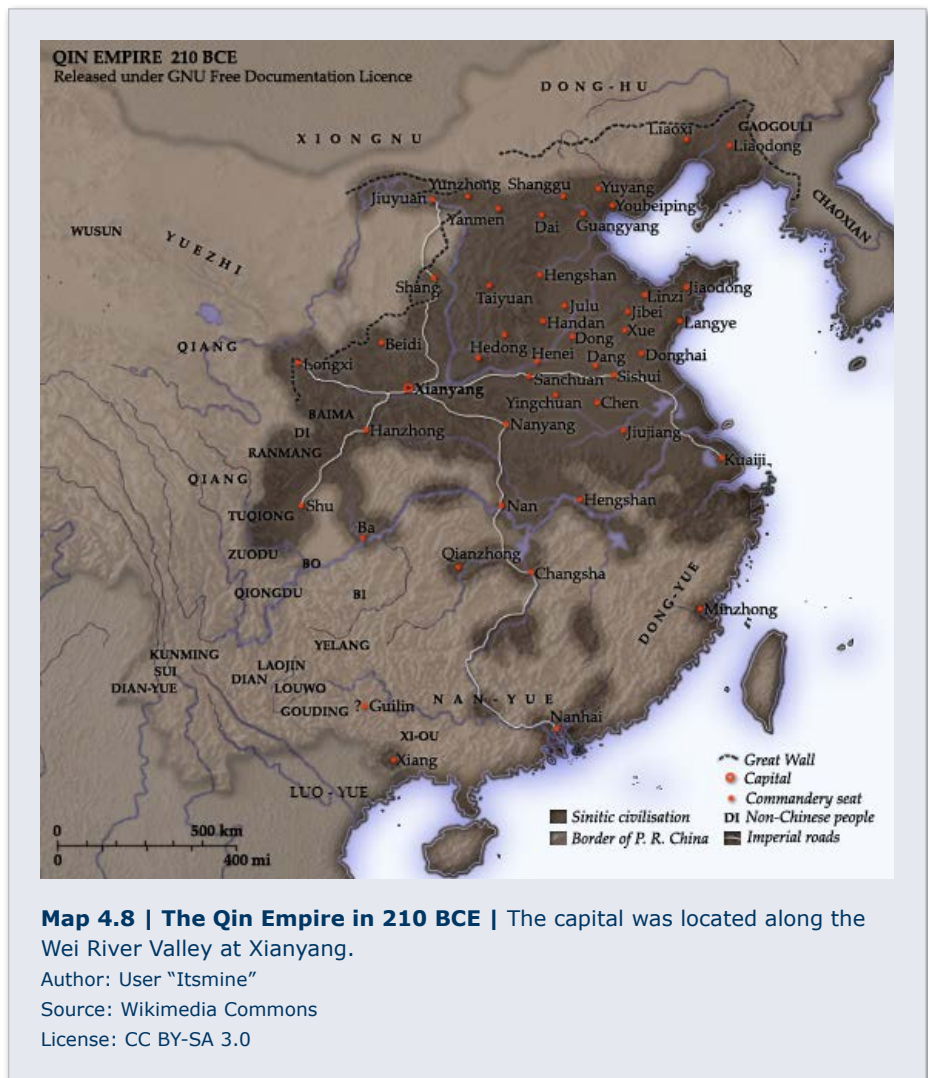 QIN EMPIRE 210 BCE
Released under GNU Free Documentation Licence
DONG-HU
XIONGNU
Liaoxi
GAOGOULI
Liaodong
Yunzhong
Shanggu
Yuyang
Jiuyuan
Youbeiping
Yanmen
Dai
Guangyang
CHAOXIAN
WUSUN
YUEZHI
Hengshan
Shang
Taiyuan
Jiaodong
Linzi
Julu
Jibei
Handan
Langye
Xue
Dong
QIANG
Beidi
Hedong
Henei
Dang
Donghai
Longxi
Sanchuan
Sishui
Xianyang
Yingchuan
Chen
BAIMA
Nanyang
DI
Hanzhong
Jiujiang
RANMANG
Kuaiji
QIANG
Shu
Nan
Hengshan
TUQIONG
Ba
ZUODU
BO
Qianzhong
Changsha
QIONGDU
BI
DONG-YUE
Minzhong
YELANG
KUNMING
SUI
LAOJIN
DIAN
DIAN-YUE
LOUWO
GOUDING
? Guilin
NAN-YUE
Nanhai
XI-OU
Xiang
LUO-YUE
Great Wall
Capital
Commandery seat
Sinitic civilisation
DI Non-Chinese people
Border of P. R. China
Imperial roads
0 500 km
0 400 mi
Map 4.8 | The Qin Empire in 210 BCE | The capital was located along the
Wei River Valley at Xianyang.
Author: User “Itsmine”
Source: Wikimedia Commons
License: CC BY-SA 3.0